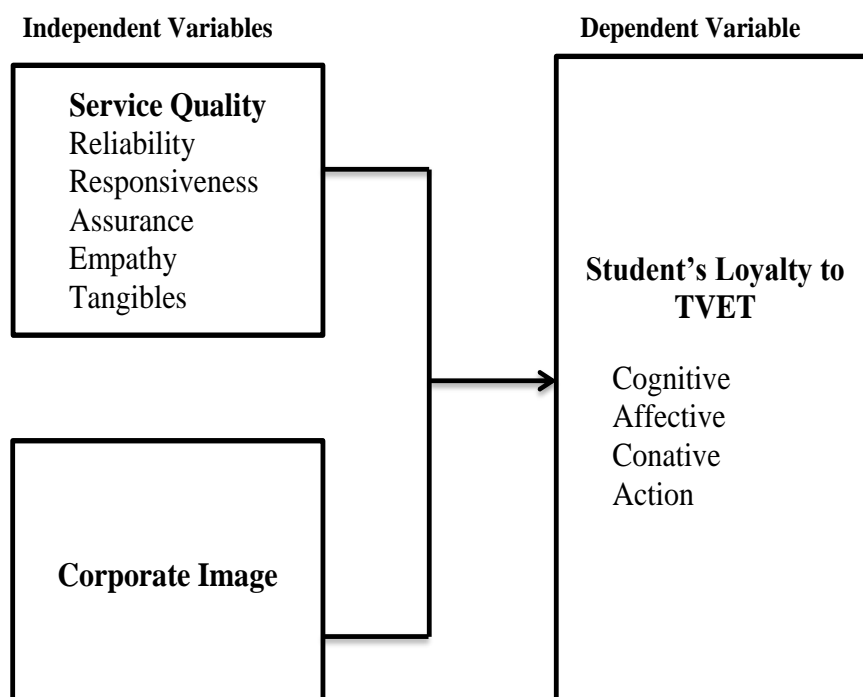 Independent Variables
Dependent Variable
Service Quality
Reliability
Responsiveness
Assurance
Empathy
Tangibles
Corporate Image
Student’s Loyalty to
TVET
Cognitive
Affective
Conative
Action